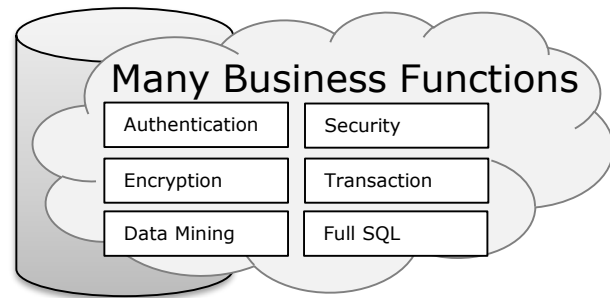 Many Business Functions
Authentication
Security
Encryption
Transaction
Data Mining
Full SQL